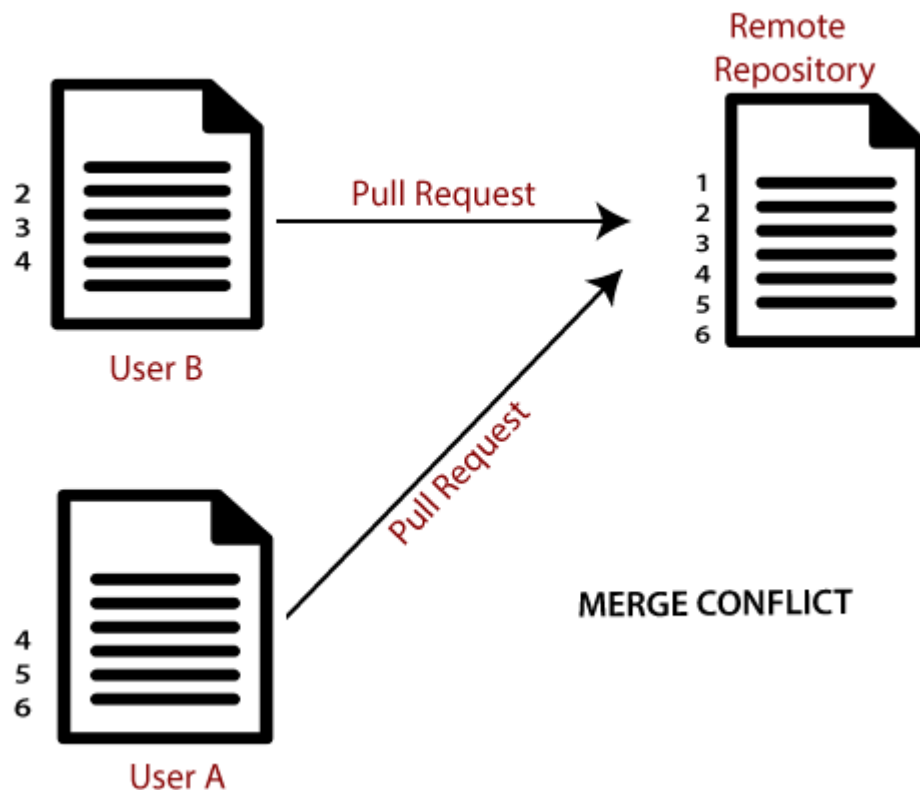 Remote
Repository
2
3
4
Pull Request
1
2
3
4
5
6
User B
Pull Request
MERGE CONFLICT
4
5
6
User A